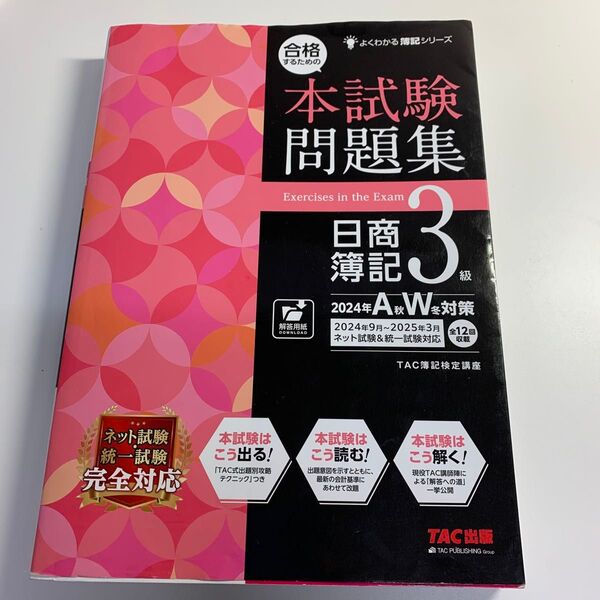 合格
するための
よくわかる簿記シリーズ
本試験
問題集
Exercises in the Exam
日商
簿記
3級
2024年A秋W冬対策
2024年9月~2025年3月
ネット試験&統一試験対応
全12回
収載
解答用紙
DOWNLOAD
TAC簿記検定講座
ネット試験・
統一試験
完全対応
本試験は
こう出る!
「TAC式出題別攻略
テクニック」つき
本試験は
こう読む!
出題意図を示すとともに、
最新の会計基準に
あわせて改題
本試験は
こう解く!
現役TAC講師陣に
よる「解答への道」
一挙公開
TAC出版
TAC PUBLISHING Group